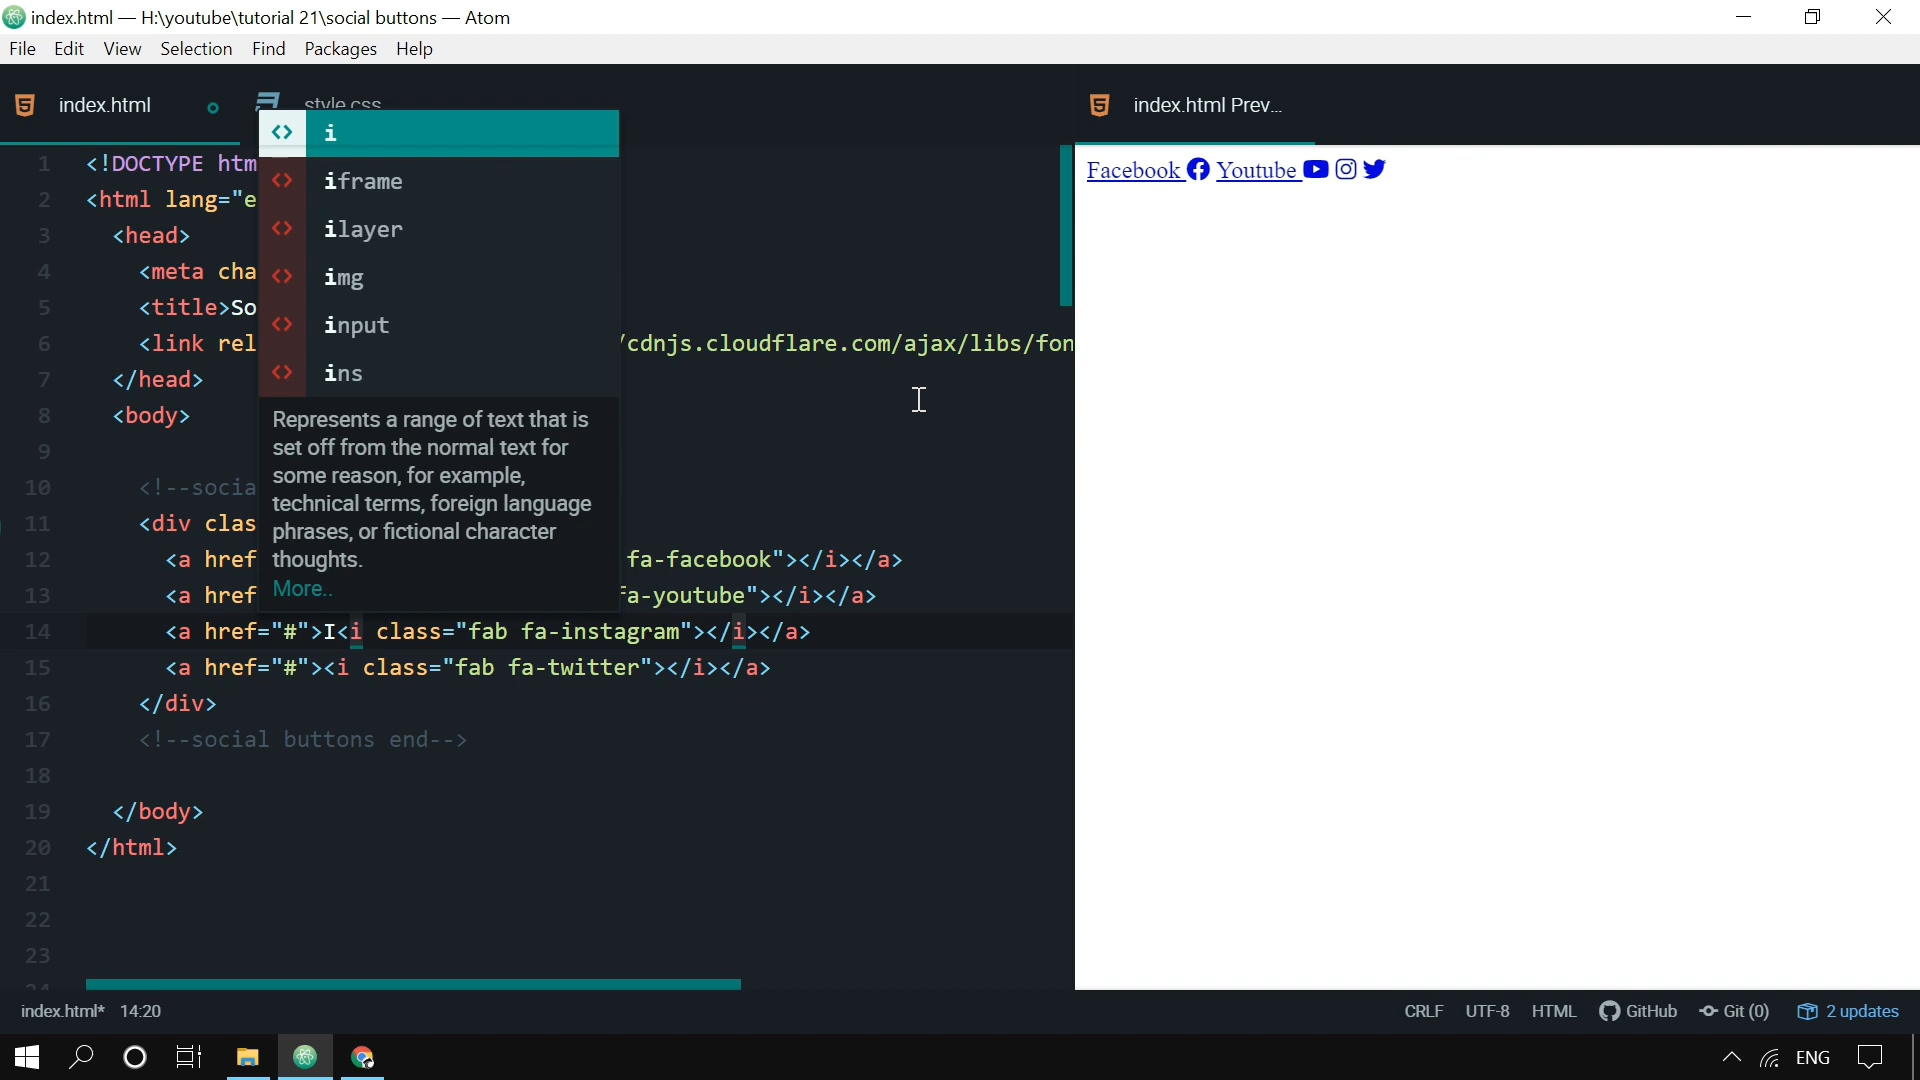 index.html — H:\youtube\tutorial 21\social buttons — Atom
File Edit View Selection Find Packages Help
index.html
style.css
index.html Prev...
i
iframe
ilayer
img
input
ins
Represents a range of text that is
set off from the normal text for
some reason, for example,
technical terms, foreign language
phrases, or fictional character
thoughts.
More..
1 <!DOCTYPE htm
2 <html lang="e
3 <head>
4 <meta cha
5 <title>So
6 <link rel /cdnjs.cloudflare.com/ajax/libs/fon
7 </head>
8 <body>
9
10 <!--socia
11 <div clas
12 <a href fa-facebook"></i></a>
13 <a href fa-youtube"></i></a>
14 <a href="#">I<i class="fab fa-instagram"></i></a>
15 <a href="#"><i class="fab fa-twitter"></i></a>
16 </div>
17 <!--social buttons end-->
18
19 </body>
20 </html>
21
22
23
24
Facebook Youtube
index.html* 14:20
CRLF UTF-8 HTML GitHub Git (0) 2 updates
ENG